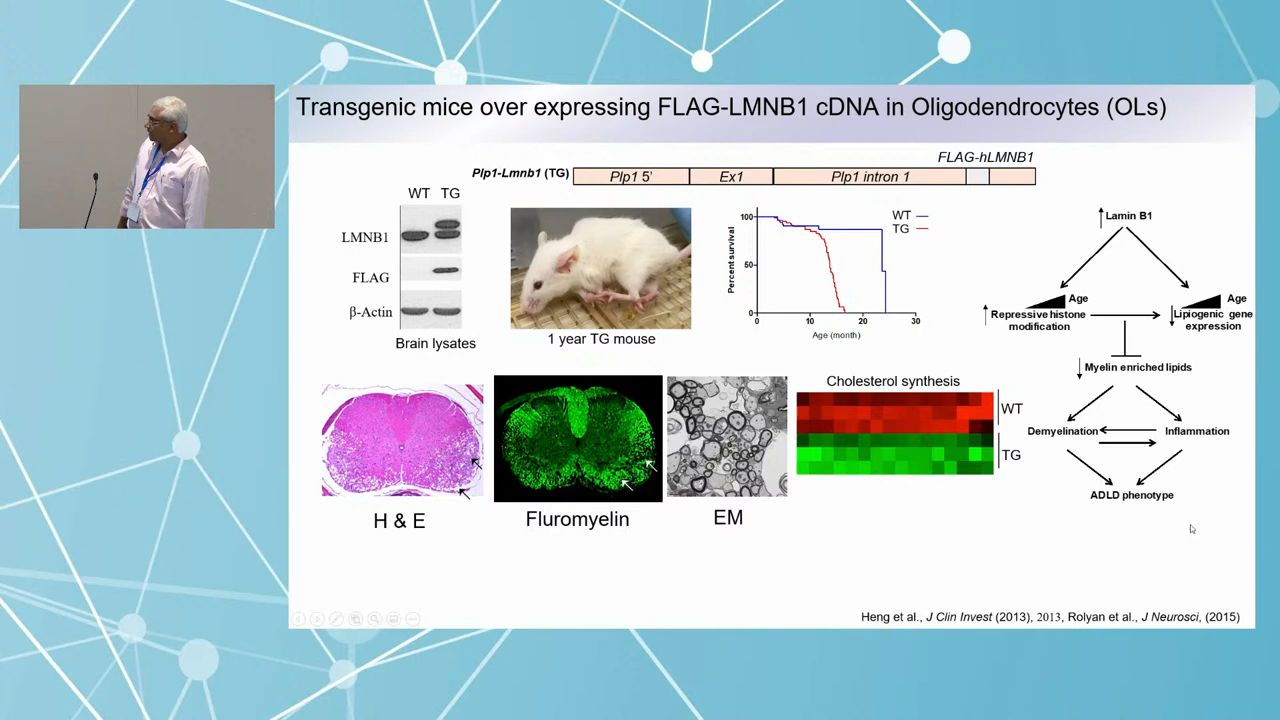 Transgenic mice over expressing FLAG-LMNB1 cDNA in Oligodendrocytes (OLs)
FLAG-hLMNB1
Plp1-Lmnb1 (TG)
Plp1 5'
Ex1
Plp1 intron 1
WT TG
LMNB1
FLAG
β-Actin
Brain lysates
1 year TG mouse
WT
TG
Percent survival
100
50
0
0 10 20 30
Age (month)
Lamin B1
Age
Age
Repressive histone
modification
Lipiogenic gene
expression
Myelin enriched lipids
Demyelination
Inflammation
ADLD phenotype
Cholesterol synthesis
WT
TG
H & E
Fluromyelin
EM
Heng et al., J Clin Invest (2013), 2013, Rolyan et al., J Neurosci, (2015)